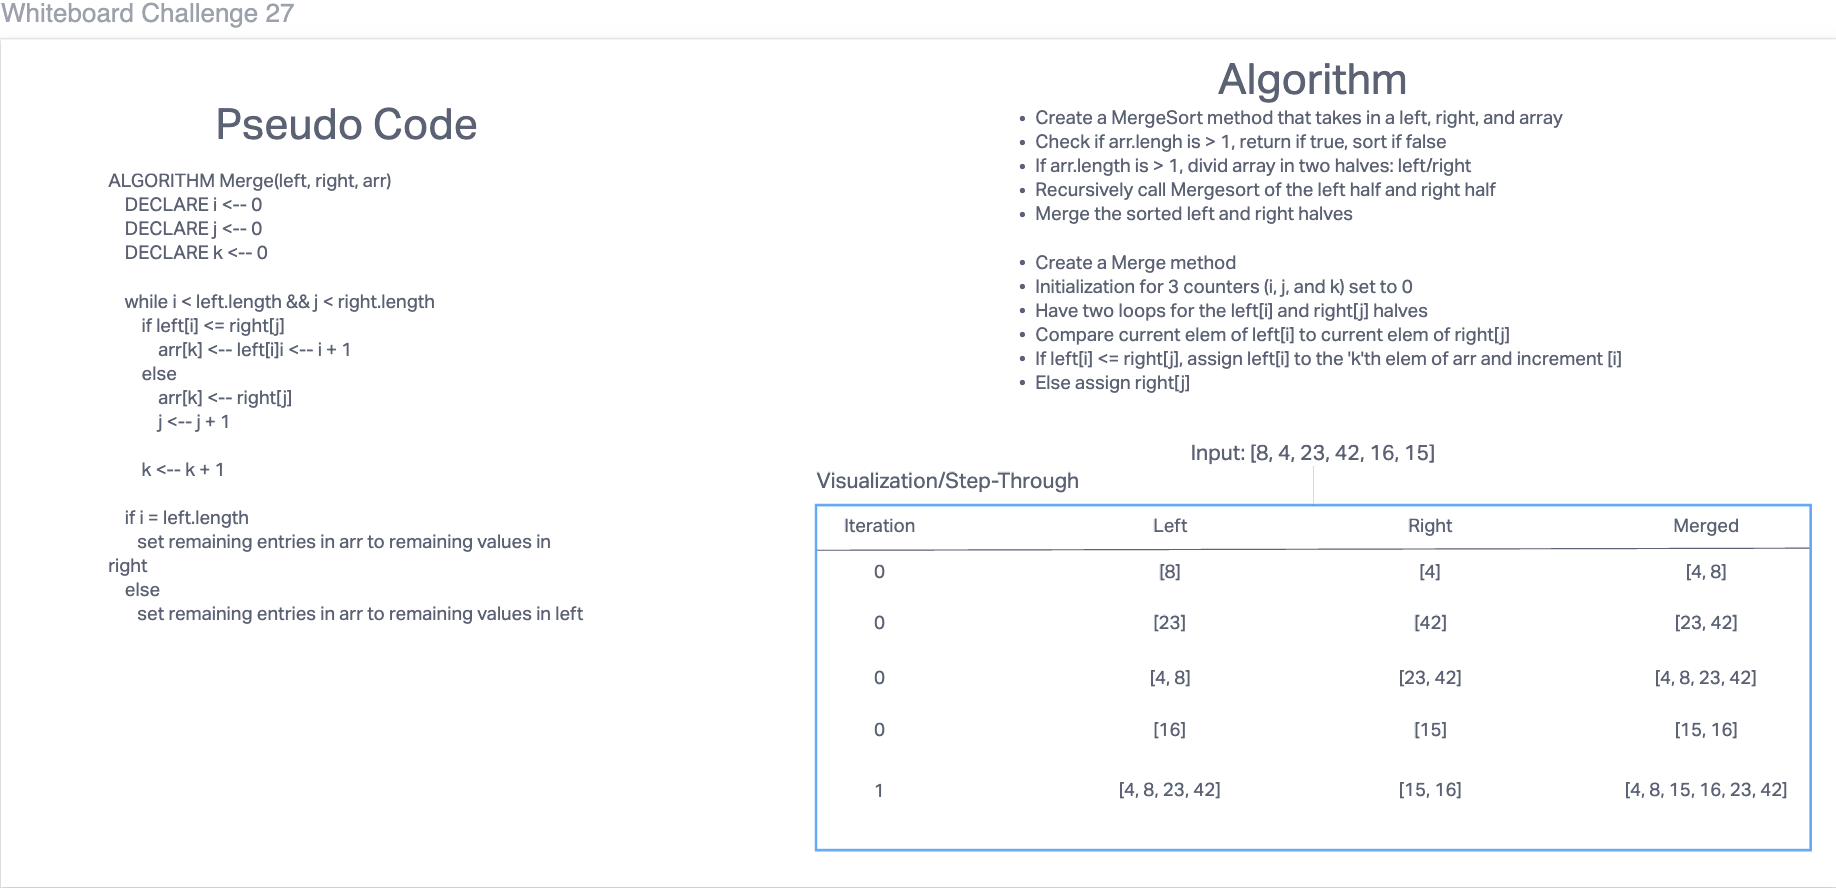 Whiteboard Challenge 27
Pseudo Code
ALGORITHM Merge(left, right, arr)
DECLARE i <-- 0
DECLARE j <-- 0
DECLARE k <-- 0
while i < left.length && j < right.length
if left[i] <= right[j]
arr[k] <-- left[i]i <-- i + 1
else
arr[k] <-- right[j]
j <-- j + 1
k <-- k + 1
if i = left.length
set remaining entries in arr to remaining values in
right
else
set remaining entries in arr to remaining values in left
Algorithm
• Create a MergeSort method that takes in a left, right, and array
• Check if arr.lengh is > 1, return if true, sort if false
• If arr.length is > 1, divid array in two halves: left/right
• Recursively call Mergesort of the left half and right half
• Merge the sorted left and right halves
• Create a Merge method
• Initialization for 3 counters (i, j, and k) set to 0
• Have two loops for the left[i] and right[j] halves
• Compare current elem of left[i] to current elem of right[j]
• If left[i] <= right[j], assign left[i] to the 'k'th elem of arr and increment [i]
• Else assign right[j]
Input: [8, 4, 23, 42, 16, 15]
Visualization/Step-Through
Iteration Left Right Merged
0 [8] [4] [4, 8]
0 [23] [42] [23, 42]
0 [4, 8] [23, 42] [4, 8, 23, 42]
0 [16] [15] [15, 16]
1 [4, 8, 23, 42] [15, 16] [4, 8, 15, 16, 23, 42]